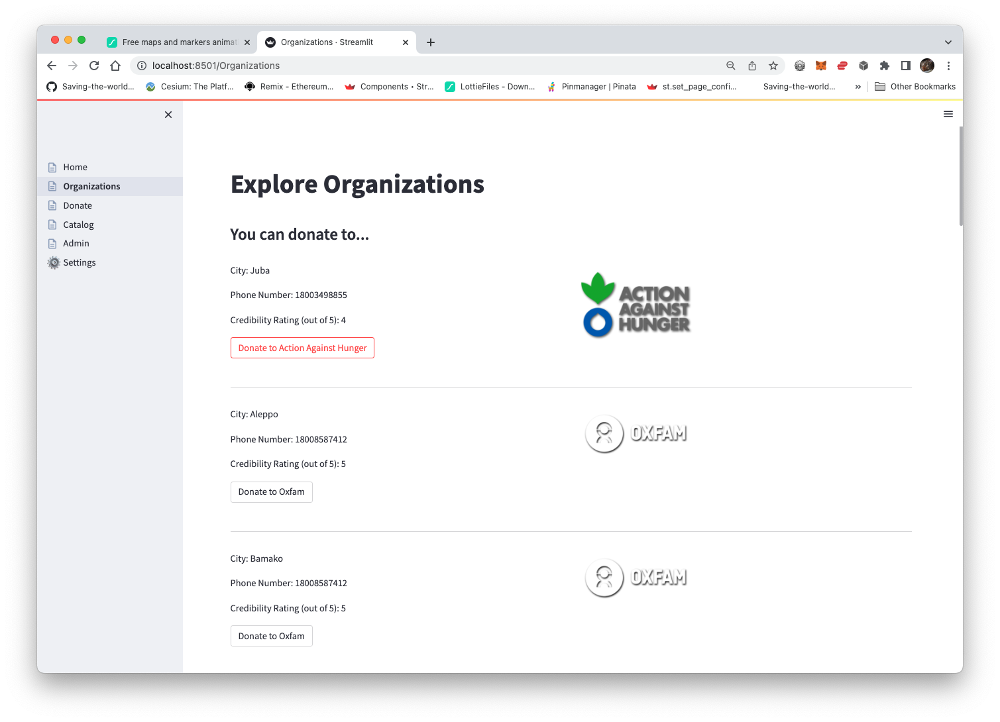 Free maps and markers animat
Organizations · Streamlit
localhost:8501/Organizations
Saving-the-world...
Cesium: The Platf...
Remix - Ethereum...
Components • Str...
LottieFiles - Down...
Pinmanager | Pinata
st.set_page_confi...
Saving-the-world...
»
Other Bookmarks
Home
Organizations
Donate
Catalog
Admin
Settings
Explore Organizations
You can donate to...
City: Juba
Phone Number: 18003498855
Credibility Rating (out of 5): 4
Donate to Action Against Hunger
ACTION
AGAINST
HUNGER
City: Aleppo
Phone Number: 18008587412
Credibility Rating (out of 5): 5
Donate to Oxfam
OXFAM
City: Bamako
Phone Number: 18008587412
Credibility Rating (out of 5): 5
Donate to Oxfam
OXFAM